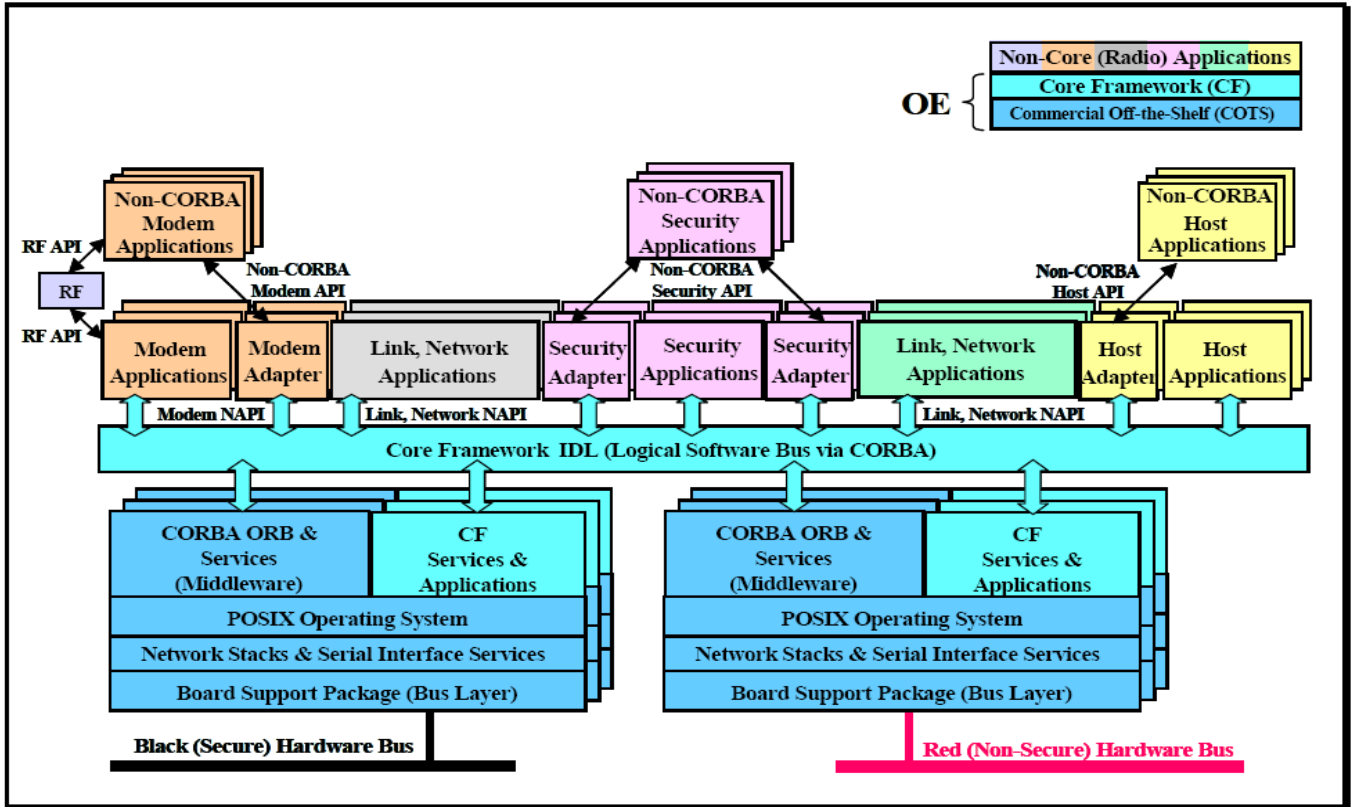 Non-Core (Radio) Applications
Core Framework (CF)
OE
Commercial Off-the-Shelf (COTS)
Non-CORBA
Modem
Applications
Non-CORBA
Security
Applications
Non-CORBA
Host
Applications
RF API
RF
RF API
Non-CORBA
Modem API
Non-CORBA
Security API
Non-CORBA
Host API
Modem
Applications
Modem
Adapter
Link, Network
Applications
Security
Adapter
Security
Applications
Security
Adapter
Link, Network
Applications
Host
Adapter
Host
Applications
Modem NAPI
Link, Network NAPI
Link, Network NAPI
Core Framework IDL (Logical Software Bus via CORBA)
CORBA ORB &
Services
(Middleware)
CF
Services &
Applications
POSIX Operating System
Network Stacks & Serial Interface Services
Board Support Package (Bus Layer)
CORBA ORB &
Services
(Middleware)
CF
Services &
Applications
POSIX Operating System
Network Stacks & Serial Interface Services
Board Support Package (Bus Layer)
Black (Secure) Hardware Bus
Red (Non-Secure) Hardware Bus